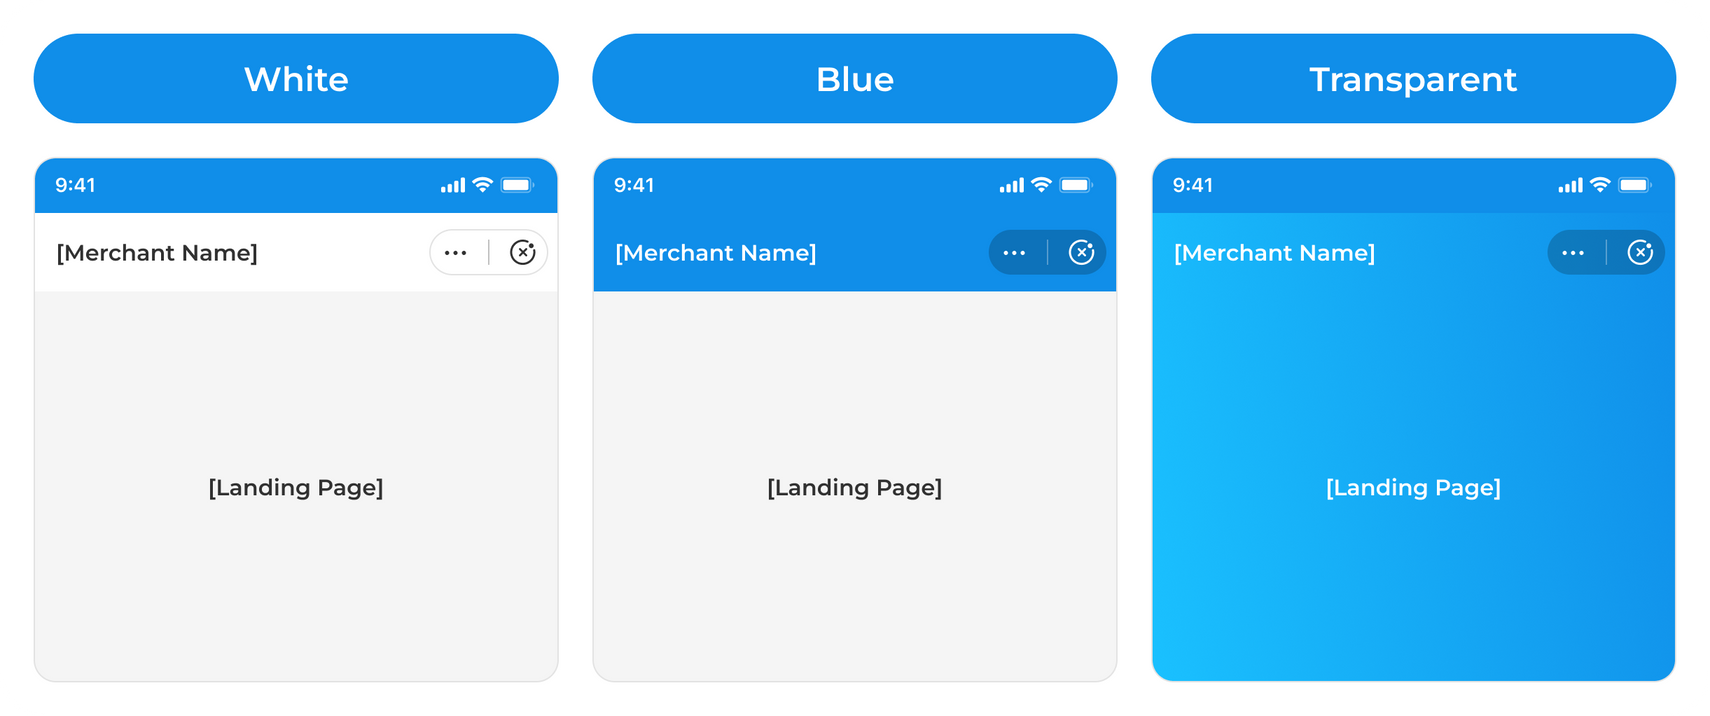 White
Blue
Transparent
9:41
[Merchant Name]
[Landing Page]
9:41
[Merchant Name]
[Landing Page]
9:41
[Merchant Name]
[Landing Page]